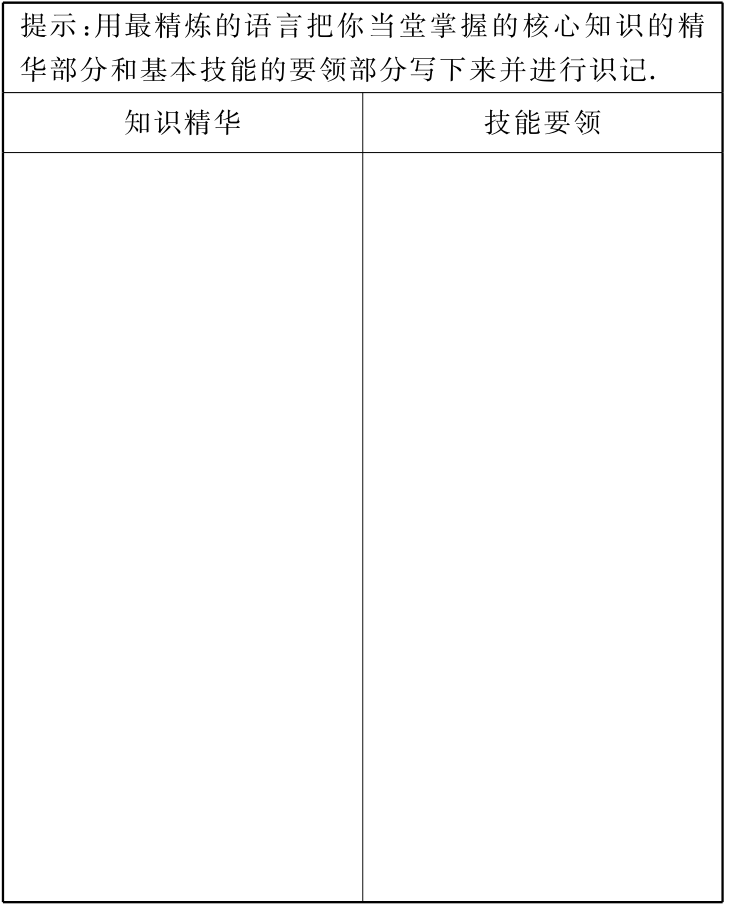 提示:用最精炼的语言把你当堂掌握的核心知识的精
华部分和基本技能的要领部分写下来并进行识记.
知识精华
技能要领